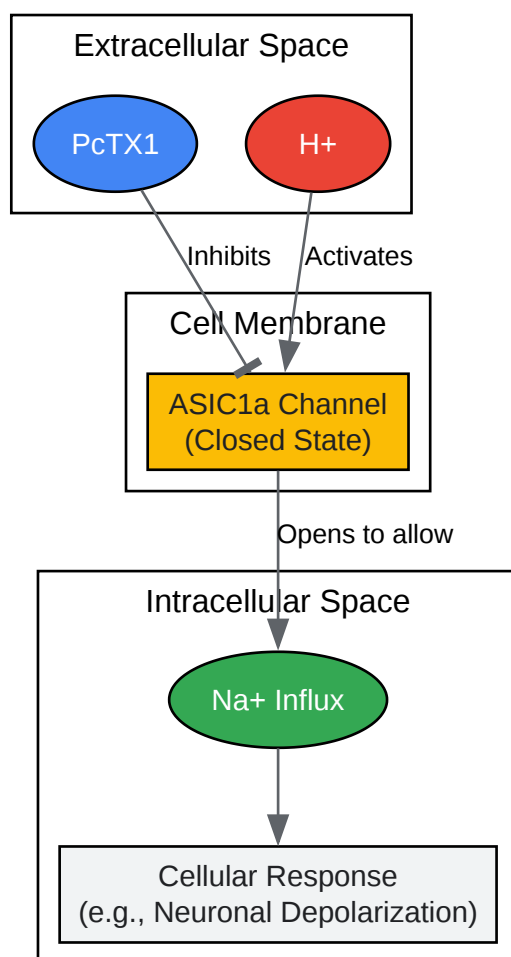 Extracellular Space
PcTX1
H+
Inhibits
Activates
Cell Membrane
ASIC1a Channel
(Closed State)
Opens to allow
Intracellular Space
Na+ Influx
Cellular Response
(e.g., Neuronal Depolarization)